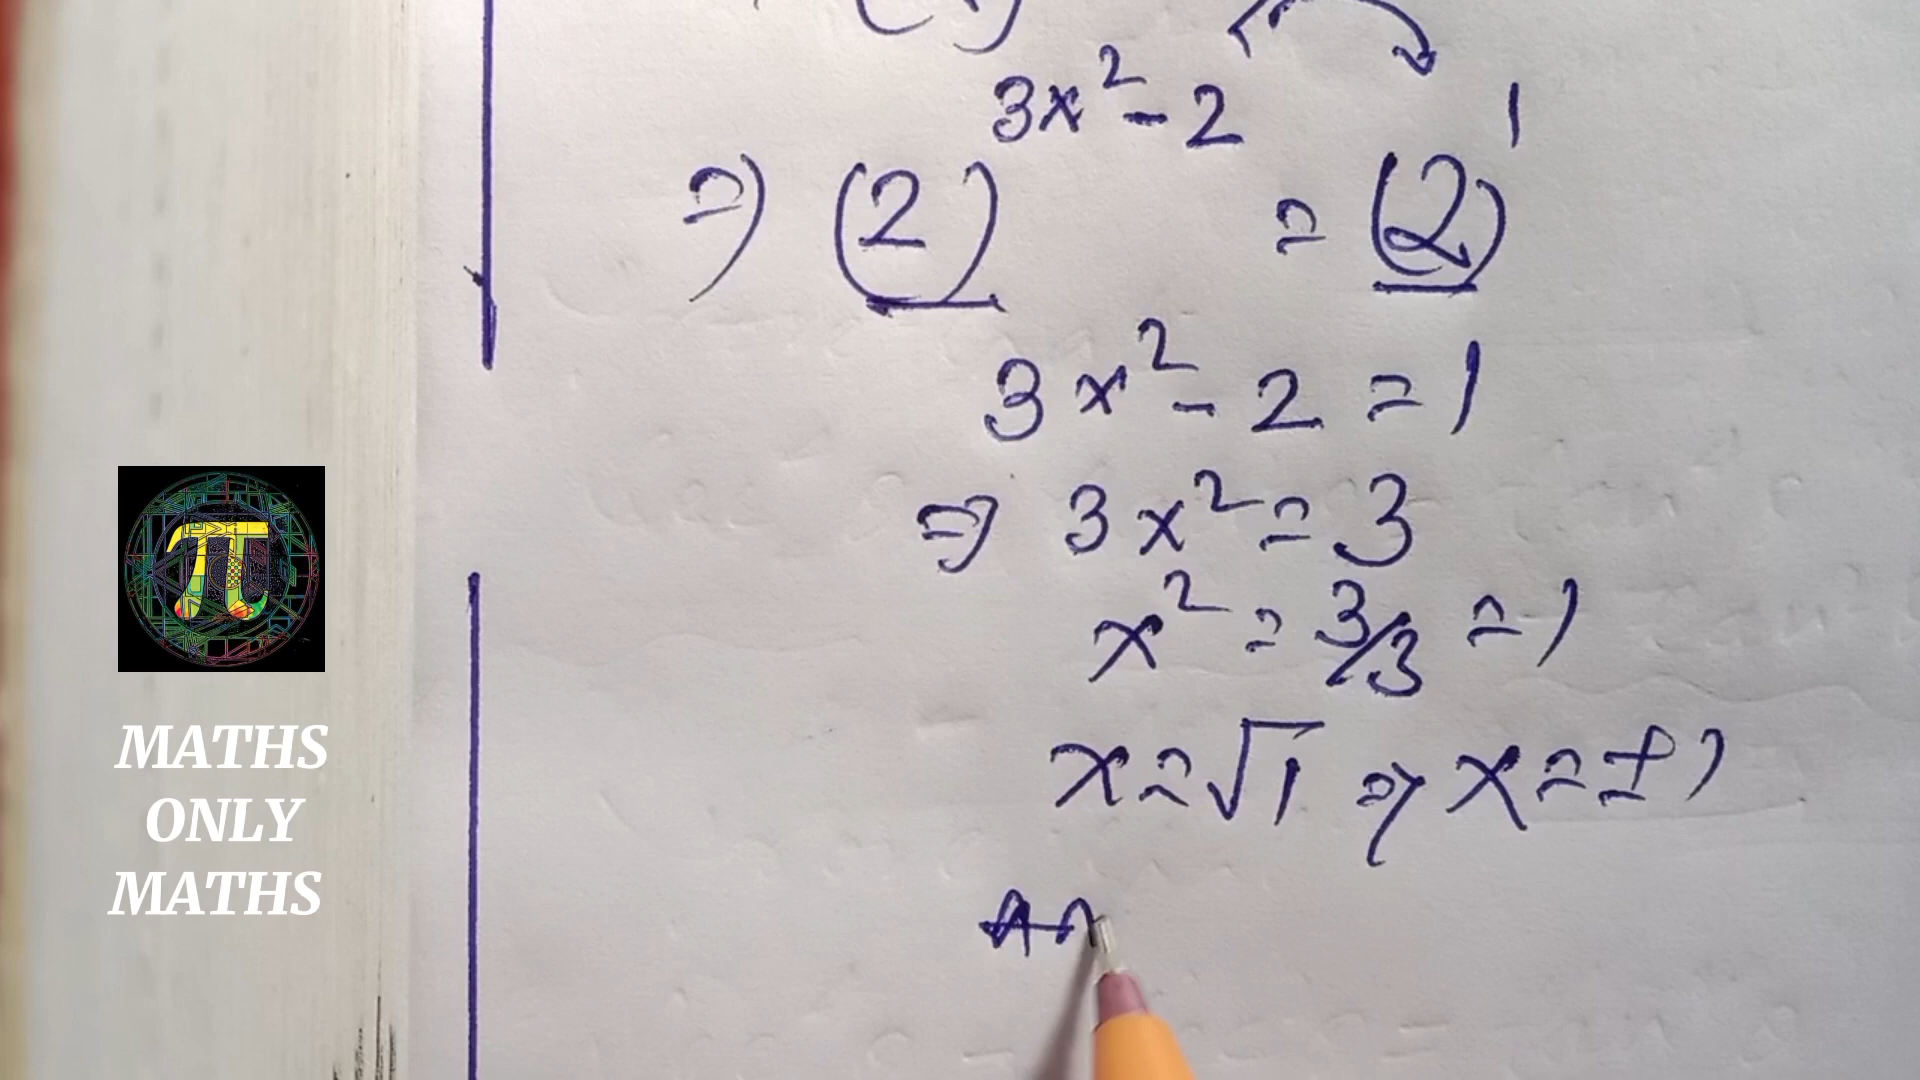 3x² - 2 1
⇒ (2) = (2)
3x² - 2 = 1
⇒ 3x² = 3
x² = 3/3 = 1
x = √1 ⇒ x = ±1
An
π
MATHS
ONLY
MATHS